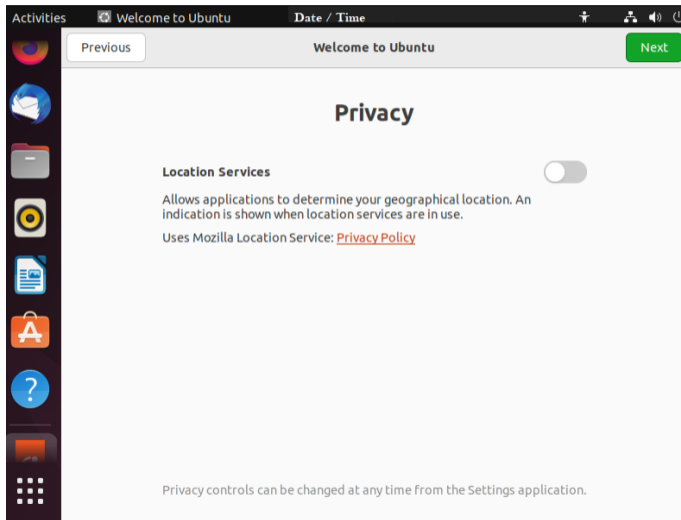 Activities Welcome to Ubuntu Date / Time
Previous Welcome to Ubuntu Next
Privacy
Location Services
Allows applications to determine your geographical location. An
indication is shown when location services are in use.
Uses Mozilla Location Service: Privacy Policy
Privacy controls can be changed at any time from the Settings application.